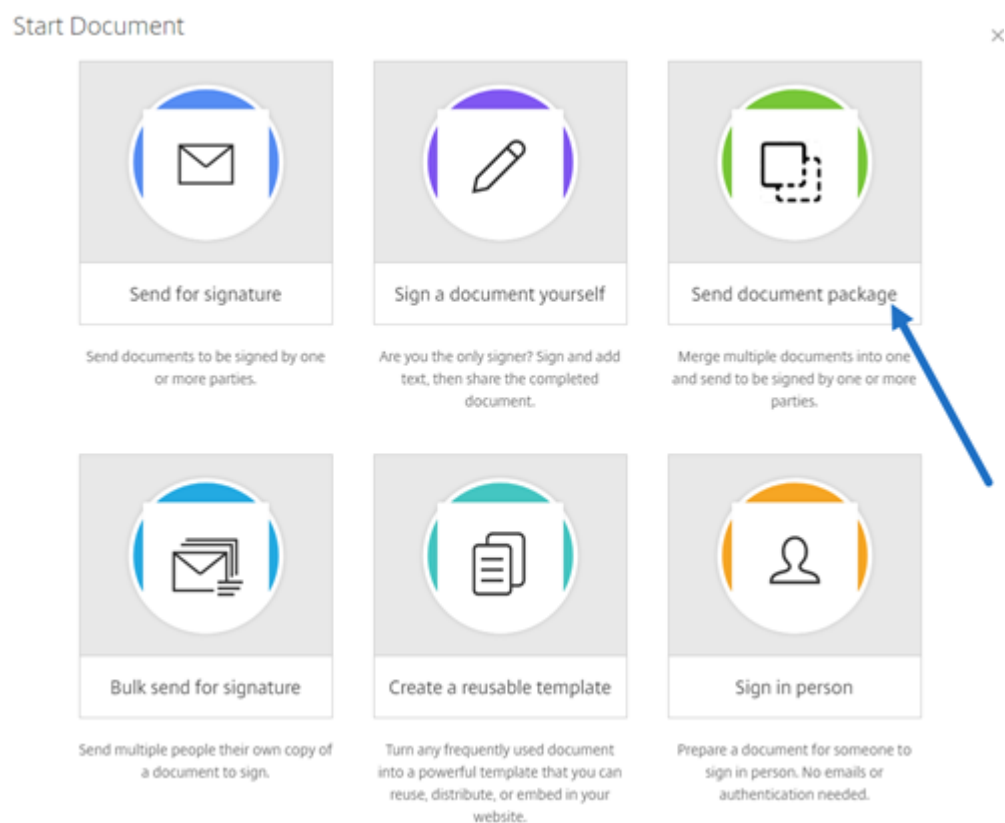 Start Document
Send for signature
Send documents to be signed by one
or more parties.
Sign a document yourself
Are you the only signer? Sign and add
text, then share the completed
document.
Send document package
Merge multiple documents into one
and send to be signed by one or more
parties.
Bulk send for signature
Send multiple people their own copy of
a document to sign.
Create a reusable template
Turn any frequently used document
into a powerful template that you can
reuse, distribute, or embed in your
website.
Sign in person
Prepare a document for someone to
sign in person. No emails or
authentication needed.